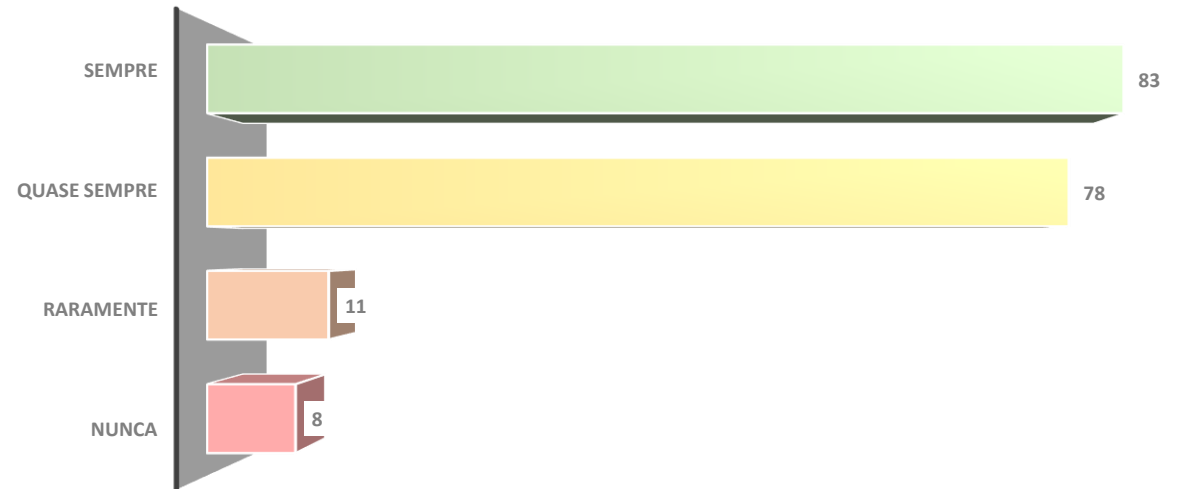 SEMPRE
83
QUASE SEMPRE
78
RARAMENTE
11
NUNCA
8